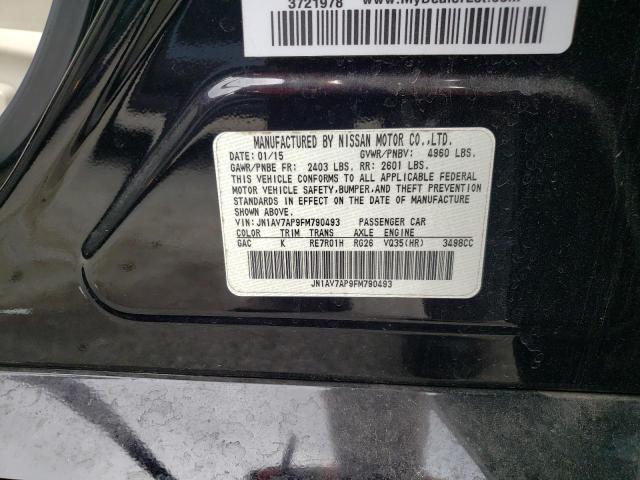 3721978
MANUFACTURED BY NISSAN MOTOR CO.,LTD.
DATE: 01/15 GVWR/PNBV: 4960 LBS.
GAWR/PNBE FR: 2403 LBS. RR: 2601 LBS.
THIS VEHICLE CONFORMS TO ALL APPLICABLE FEDERAL
MOTOR VEHICLE SAFETY,BUMPER,AND THEFT PREVENTION
STANDARDS IN EFFECT ON THE DATE OF MANUFACTURE
SHOWN ABOVE.
VIN: JN1AV7AP9FM790493 PASSENGER CAR
COLOR TRIM TRANS AXLE ENGINE
GAC K RE7R01H RG26 VQ35(HR) 3498CC
JN1AV7AP9FM790493